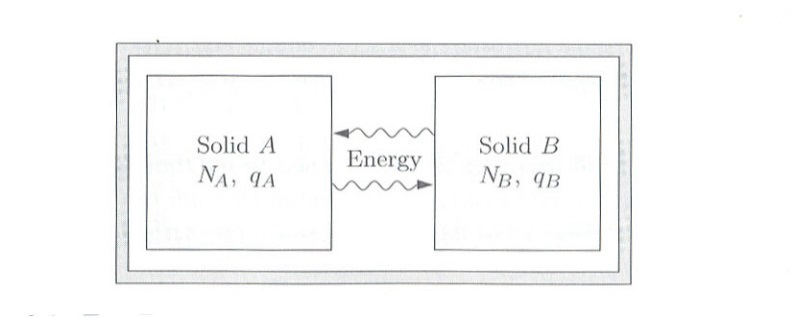 Solid A
N_A, q_A
Energy
Solid B
N_B, q_B